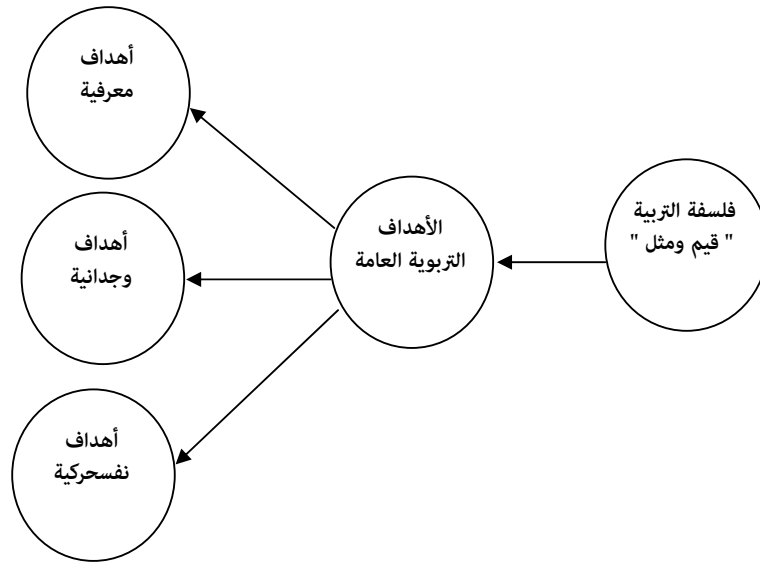 فلسفة التربية
" قيم ومثل "
الأهداف
التربوية العامة
أهداف
معرفية
أهداف
وجدانية
أهداف
نفسحركية